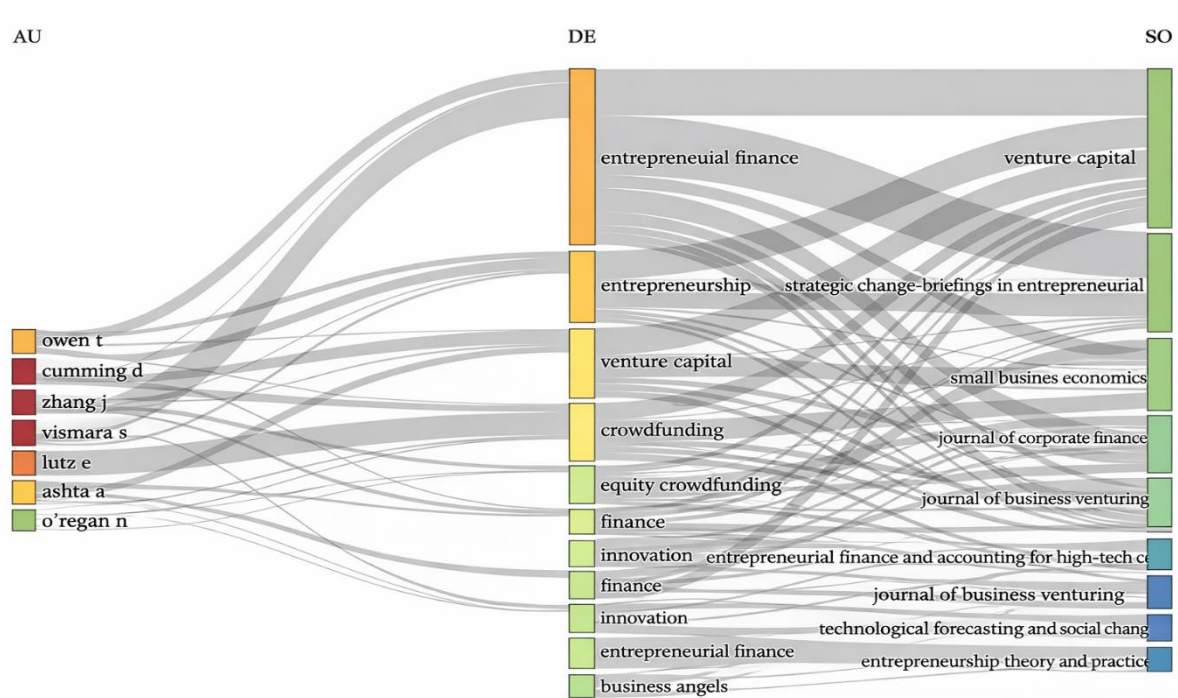 AU
DE
SO
owen t
cumming d
zhang j
vismara s
lutz e
ashta a
o'regan n
entrepreneuial finance
entrepreneurship
venture capital
crowdfunding
equity crowdfunding
finance
innovation
finance
innovation
entrepreneurial finance
business angels
venture capital
strategic change-briefings in entrepreneurial
small busines economics
journal of corporate finance
journal of business venturing
entrepreneurial finance and accounting for high-tech ce
journal of business venturing
technological forecasting and social chang
entrepreneurship theory and practice